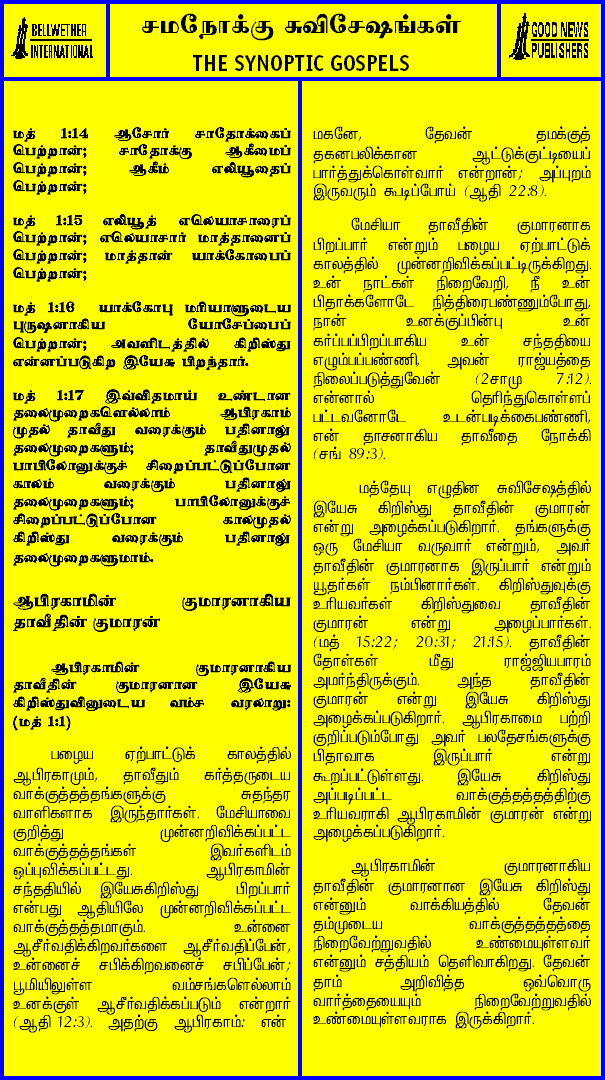 BELLWETHER
INTERNATIONAL
சமநோக்கு சுவிசேஷங்கள்
THE SYNOPTIC GOSPELS
GOOD NEWS
PUBLISHERS
மத் 1:14 ஆசோர் சாதோக்கைப்
பெற்றான்; சாதோக்கு ஆகீமைப்
பெற்றான்; ஆகீம் எலியூதைப்
பெற்றான்;
மத் 1:15 எலியூத் எலெயாசாரைப்
பெற்றான்; எலெயாசார் மாத்தானைப்
பெற்றான்; மாத்தான் யாக்கோபைப்
பெற்றான்;
மத் 1:16 யாக்கோபு மரியாளுடைய
புருஷனாகிய யோசேப்பைப்
பெற்றான்; அவளிடத்தில் கிறிஸ்து
என்னப்படுகிற இயேசு பிறந்தார்.
மத் 1:17 இவ்விதமாய் உண்டான
தலைமுறைகளெல்லாம் ஆபிரகாம்
முதல் தாவீது வரைக்கும் பதினாலு
தலைமுறைகளும்; தாவீதுமுதல்
பாபிலோனுக்குச் சிறைப்பட்டுப்போன
காலம் வரைக்கும் பதினாலு
தலைமுறைகளும்; பாபிலோனுக்குச்
சிறைப்பட்டுப்போன காலமுதல்
கிறிஸ்து வரைக்கும் பதினாலு
தலைமுறைகளுமாம்.
ஆபிரகாமின் குமாரனாகிய
தாவீதின் குமாரன்
ஆபிரகாமின் குமாரனாகிய
தாவீதின் குமாரனான இயேசு
கிறிஸ்துவினுடைய வம்ச வரலாறு:
(மத் 1:1)
பழைய ஏற்பாட்டுக் காலத்தில்
ஆபிரகாமும், தாவீதும் கர்த்தருடைய
வாக்குத்தத்தங்களுக்கு சுதந்தர
வாளிகளாக இருந்தார்கள். மேசியாவை
குறித்து முன்னறிவிக்கப்பட்ட
வாக்குத்தத்தங்கள் இவர்களிடம்
ஒப்புவிக்கப்பட்டது. ஆபிரகாமின்
சந்ததியில் இயேசுகிறிஸ்து பிறப்பார்
என்பது ஆதியிலே முன்னறிவிக்கப்பட்ட
வாக்குத்தத்தமாகும். உன்னை
ஆசீர்வதிக்கிறவர்களை ஆசீர்வதிப்பேன்,
உன்னைச் சபிக்கிறவனைச் சபிப்பேன்;
பூமியிலுள்ள வம்சங்களெல்லாம்
உனக்குள் ஆசீர்வதிக்கப்படும் என்றார்
(ஆதி 12:3). அதற்கு ஆபிரகாம்: என்
மகனே, தேவன் தமக்குத்
தகனபலிக்கான ஆட்டுக்குட்டியைப்
பார்த்துக்கொள்வார் என்றான்; அப்புறம்
இருவரும் கூடிப்போய் (ஆதி 22:8).
மேசியா தாவீதின் குமாரனாக
பிறப்பார் என்றும் பழைய ஏற்பாட்டுக்
காலத்தில் முன்னறிவிக்கப்பட்டிருக்கிறது.
உன் நாட்கள் நிறைவேறி, நீ உன்
பிதாக்களோடே நித்திரைபண்ணும்போது,
நான் உனக்குப்பின்பு உன்
கர்ப்பப்பிறப்பாகிய உன் சந்ததியை
எழும்பப்பண்ணி, அவன் ராஜ்யத்தை
நிலைப்படுத்துவேன் (2சாமு 7:12).
என்னால் தெரிந்துகொள்ளப்
பட்டவனோடே உடன்படிக்கைபண்ணி,
என் தாசனாகிய தாவீதை நோக்கி
(சங் 89:3).
மத்தேயு எழுதின சுவிசேஷத்தில்
இயேசு கிறிஸ்து தாவீதின் குமாரன்
என்று அழைக்கப்படுகிறார். தங்களுக்கு
ஒரு மேசியா வருவார் என்றும், அவர்
தாவீதின் குமாரனாக இருப்பார் என்றும்
யூதர்கள் நம்பினார்கள். கிறிஸ்துவுக்கு
உரியவர்கள் கிறிஸ்துவை தாவீதின்
குமாரன் என்று அழைப்பார்கள்.
(மத் 15:22; 20:31; 21:15). தாவீதின்
தோள்கள் மீது ராஜ்ஜியபாரம்
அமர்ந்திருக்கும். அந்த தாவீதின்
குமாரன் என்று இயேசு கிறிஸ்து
அழைக்கப்படுகிறார். ஆபிரகாமை பற்றி
குறிப்படும்போது அவர் பலதேசங்களுக்கு
பிதாவாக இருப்பார் என்று
கூறப்பட்டுள்ளது. இயேசு கிறிஸ்து
அப்படிப்பட்ட வாக்குத்தத்தத்திற்கு
உரியவராகி ஆபிரகாமின் குமாரன் என்று
அழைக்கப்படுகிறார்.
ஆபிரகாமின் குமாரனாகிய
தாவீதின் குமாரனான இயேசு கிறிஸ்து
என்னும் வாக்கியத்தில் தேவன்
தம்முடைய வாக்குத்தத்தத்தை
நிறைவேற்றுவதில் உண்மையுள்ளவர்
என்னும் சத்தியம் தெளிவாகிறது. தேவன்
தாம் அறிவித்த ஒவ்வொரு
வார்த்தையையும் நிறைவேற்றுவதில்
உண்மையுள்ளவராக இருக்கிறார்.